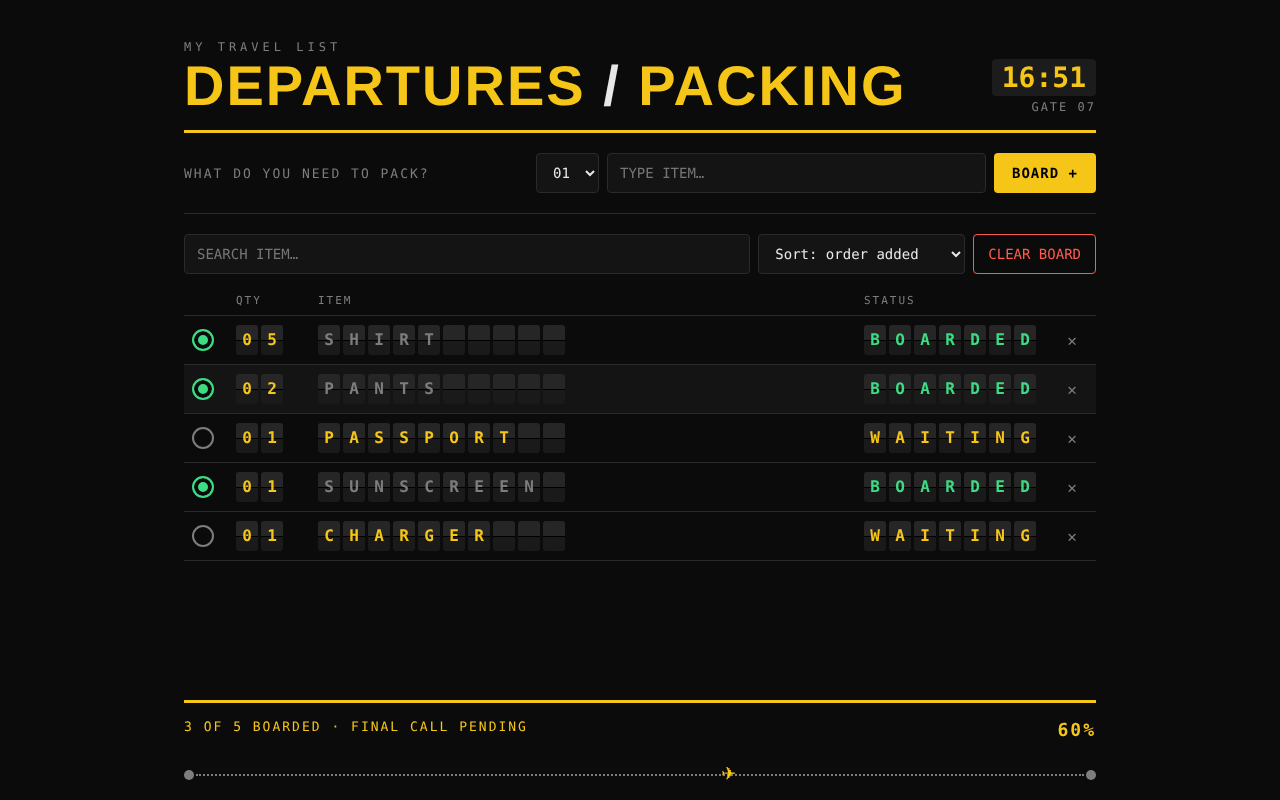 MY TRAVEL LIST
DEPARTURES / PACKING
16:51
GATE 07
WHAT DO YOU NEED TO PACK?
01
TYPE ITEM…
BOARD +
SEARCH ITEM…
Sort: order added
CLEAR BOARD
QTY ITEM STATUS
05 SHIRT BOARDED ×
02 PANTS BOARDED ×
01 PASSPORT WAITING ×
01 SUNSCREEN BOARDED ×
01 CHARGER WAITING ×
3 OF 5 BOARDED · FINAL CALL PENDING
60%